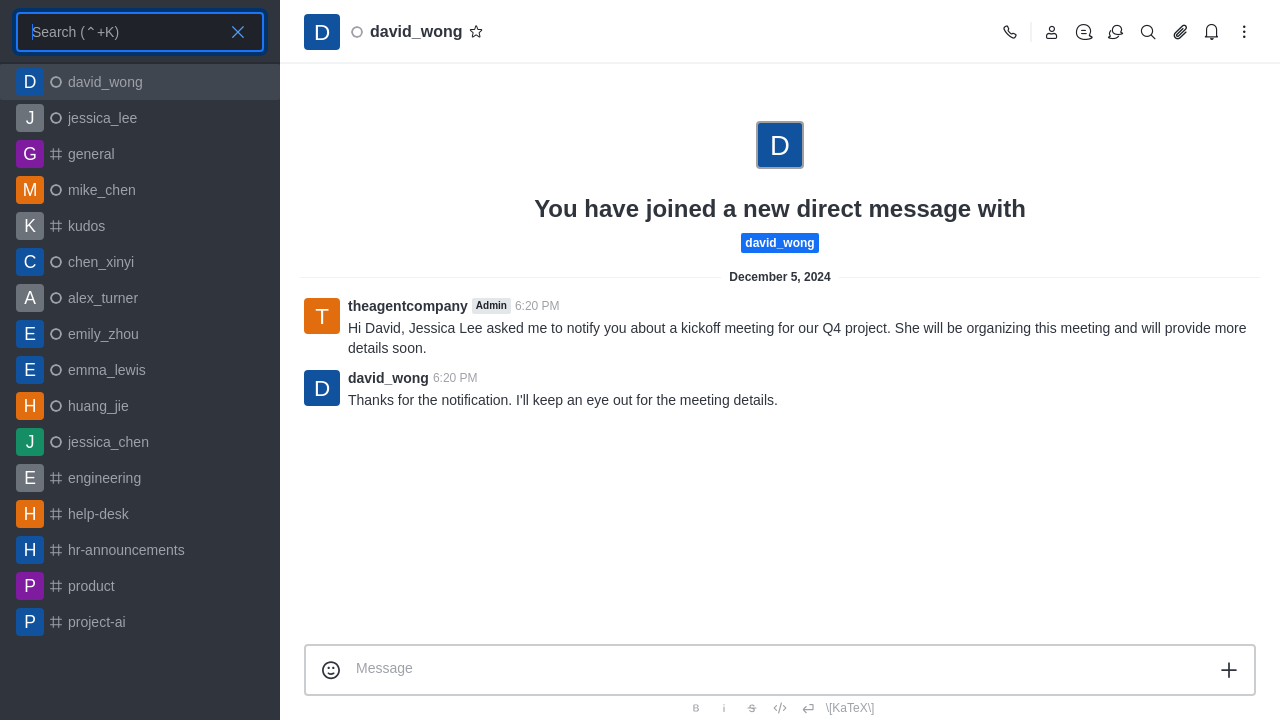 Search (⌃+K)
D david_wong
J jessica_lee
G general
M mike_chen
K kudos
C chen_xinyi
A alex_turner
E emily_zhou
E emma_lewis
H huang_jie
J jessica_chen
E engineering
H help-desk
H hr-announcements
P product
P project-ai
D david_wong
D
You have joined a new direct message with
david_wong
December 5, 2024
T theagentcompany Admin 6:20 PM
Hi David, Jessica Lee asked me to notify you about a kickoff meeting for our Q4 project. She will be organizing this meeting and will provide more
details soon.
D david_wong 6:20 PM
Thanks for the notification. I'll keep an eye out for the meeting details.
Message
B i S \[KaTeX\]